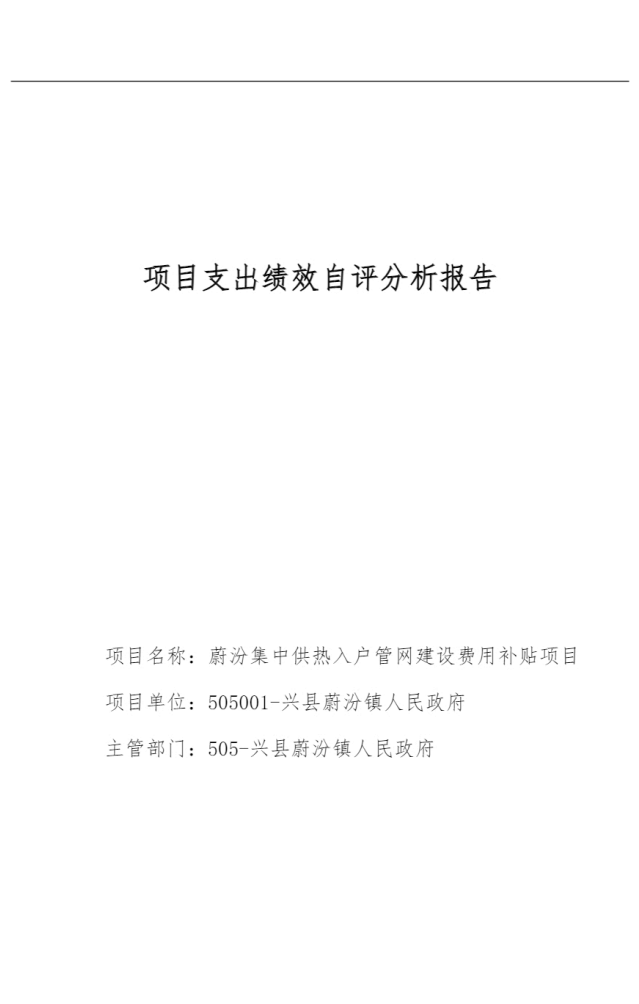 项目支出绩效自评分析报告
项目名称：蔚汾集中供热入户管网建设费用补贴项目
项目单位：505001-兴县蔚汾镇人民政府
主管部门：505-兴县蔚汾镇人民政府